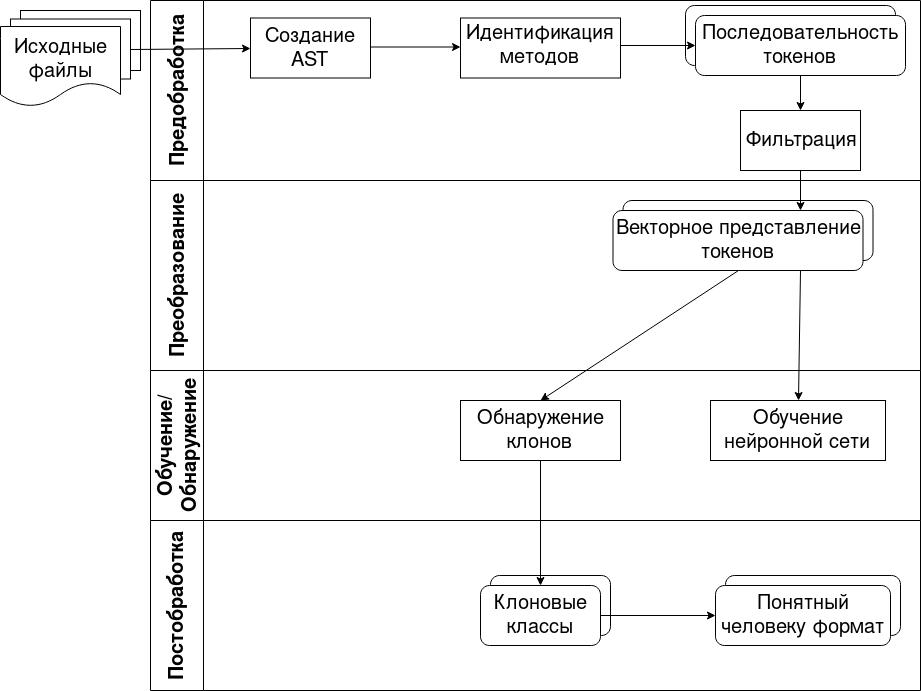 Исходные
файлы
Предобработка
Создание
AST
Идентификация
методов
Последовательность
токенов
Фильтрация
Преобразование
Векторное представление
токенов
Обучение/
Обнаружение
Обнаружение
клонов
Обучение
нейронной сети
Постобработка
Клоновые
классы
Понятный
человеку формат